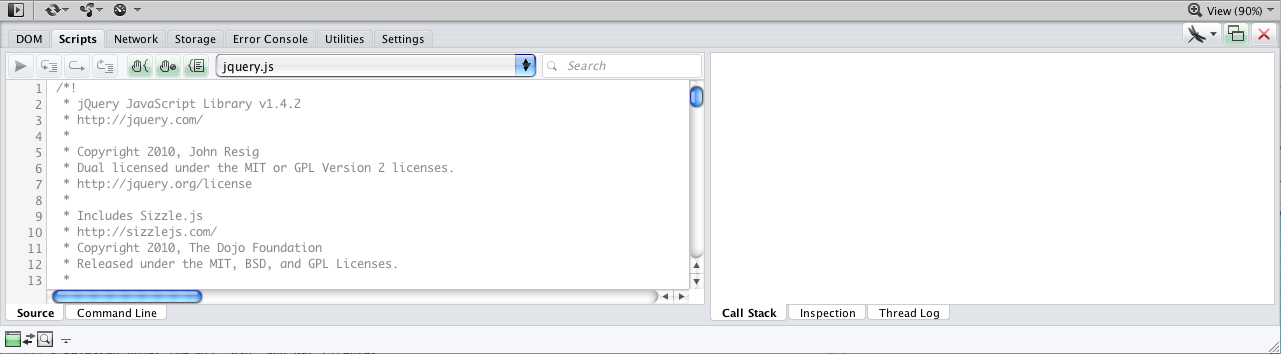 View (90%)
DOM Scripts Network Storage Error Console Utilities Settings
jquery.js Search
1 /*!
2 * jQuery JavaScript Library v1.4.2
3 * http://jquery.com/
4 *
5 * Copyright 2010, John Resig
6 * Dual licensed under the MIT or GPL Version 2 licenses.
7 * http://jquery.org/license
8 *
9 * Includes Sizzle.js
10 * http://sizzlejs.com/
11 * Copyright 2010, The Dojo Foundation
12 * Released under the MIT, BSD, and GPL Licenses.
13 *
Source Command Line Call Stack Inspection Thread Log